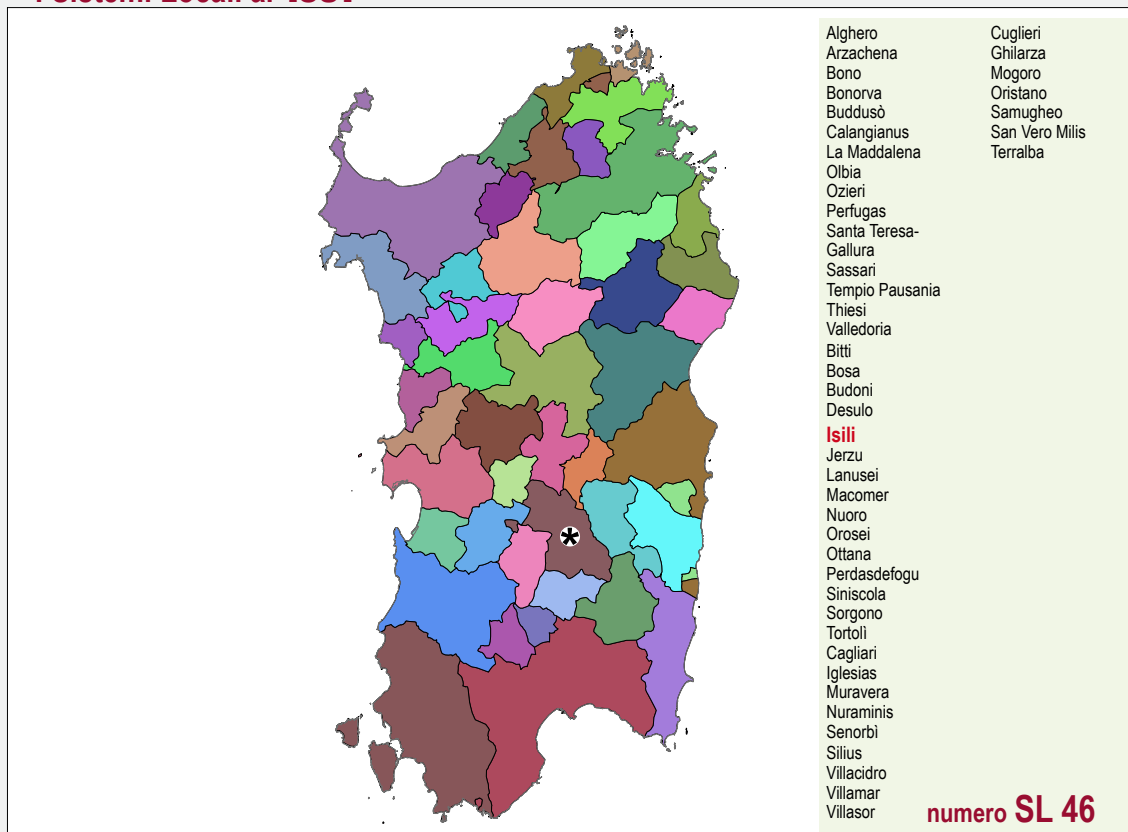 Alghero
Arzachena
Bono
Bonorva
Buddusò
Calangianus
La Maddalena
Olbia
Ozieri
Perfugas
Santa Teresa-
Gallura
Sassari
Tempio Pausania
Thiesi
Valledoria
Bitti
Bosa
Budoni
Desulo
Isili
Jerzu
Lanusei
Macomer
Nuoro
Orosei
Ottana
Perdasdefogu
Siniscola
Sorgono
Tortolì
Cagliari
Iglesias
Muravera
Nuraminis
Senorbì
Silius
Villacidro
Villamar
Villasor
Cuglieri
Ghilarza
Mogoro
Oristano
Samugheo
San Vero Milis
Terralba
*
numero SL 46